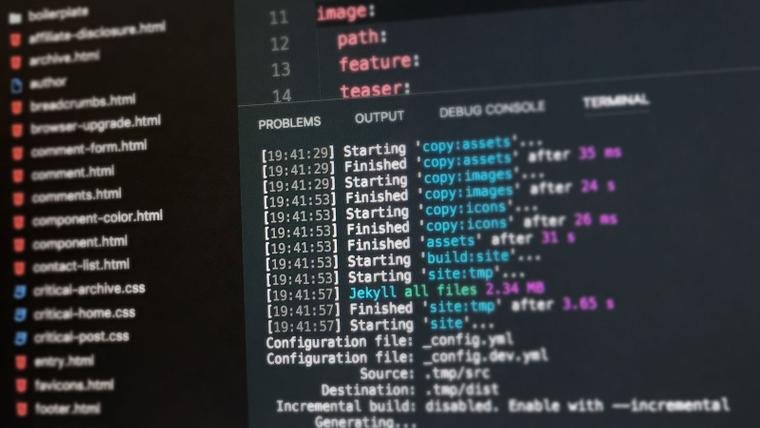 boilerplate
affiliate-disclosure.html
archive.html
author
breadcrumbs.html
browser-upgrade.html
comment-form.html
comment.html
comments.html
component-color.html
component.html
contact-list.html
critical-archive.css
critical-home.css
critical-post.css
entry.html
favicons.html
footer.html
11 image:
12 path:
13 feature:
14 teaser:
PROBLEMS OUTPUT DEBUG CONSOLE TERMINAL
[19:41:29] Starting 'copy:assets'...
[19:41:29] Finished 'copy:assets' after 35 ms
[19:41:29] Starting 'copy:images'...
[19:41:53] Finished 'copy:images' after 24 s
[19:41:53] Starting 'copy:icons'...
[19:41:53] Finished 'copy:icons' after 26 ms
[19:41:53] Finished 'assets' after 31 s
[19:41:53] Starting 'build:site'...
[19:41:53] Starting 'site:tmp'...
[19:41:57] Jekyll all files 2.34 MB
[19:41:57] Finished 'site:tmp' after 3.65 s
[19:41:57] Starting 'site'...
Configuration file: _config.yml
Configuration file: _config.dev.yml
Source: .tmp/src
Destination: .tmp/dist
Incremental build: disabled. Enable with --incremental
Generating...